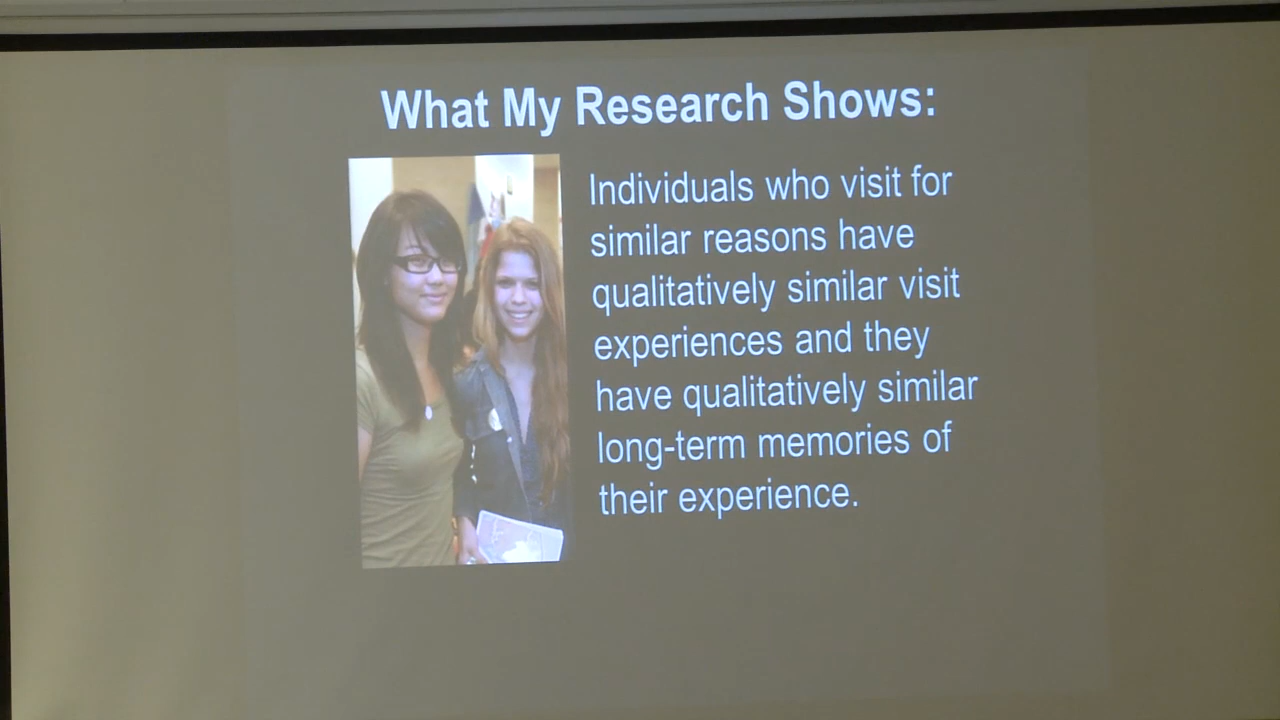 What My Research Shows:
Individuals who visit for
similar reasons have
qualitatively similar visit
experiences and they
have qualitatively similar
long-term memories of
their experience.